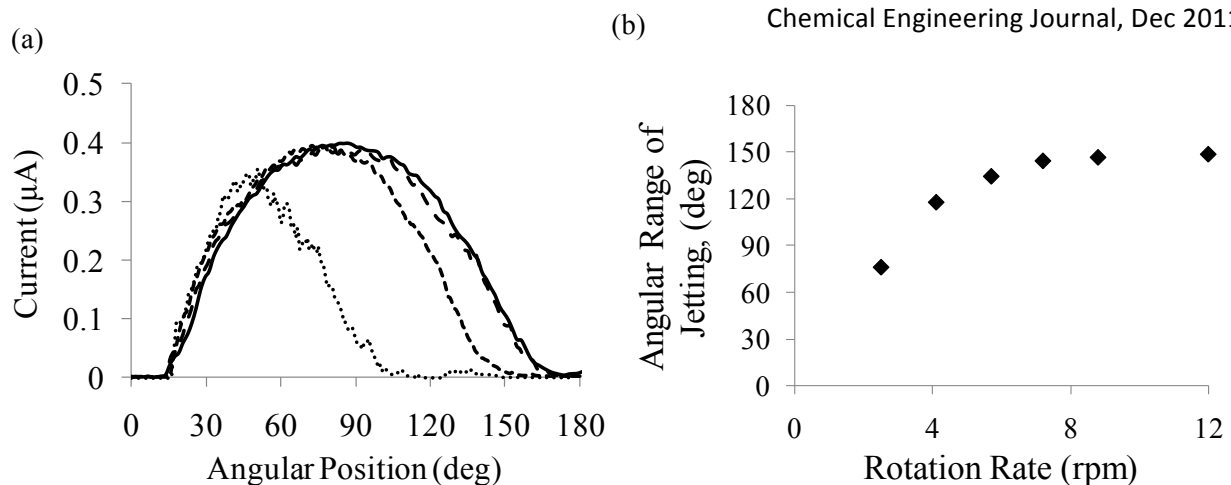 (a)
0.5
0.4
0.3
0.2
0.1
0
Current (µA)
0 30 60 90 120 150 180
Angular Position (deg)
(b)
Chemical Engineering Journal, Dec 2011
180
150
120
90
60
30
0
Angular Range of
Jetting, (deg)
0 4 8 12
Rotation Rate (rpm)